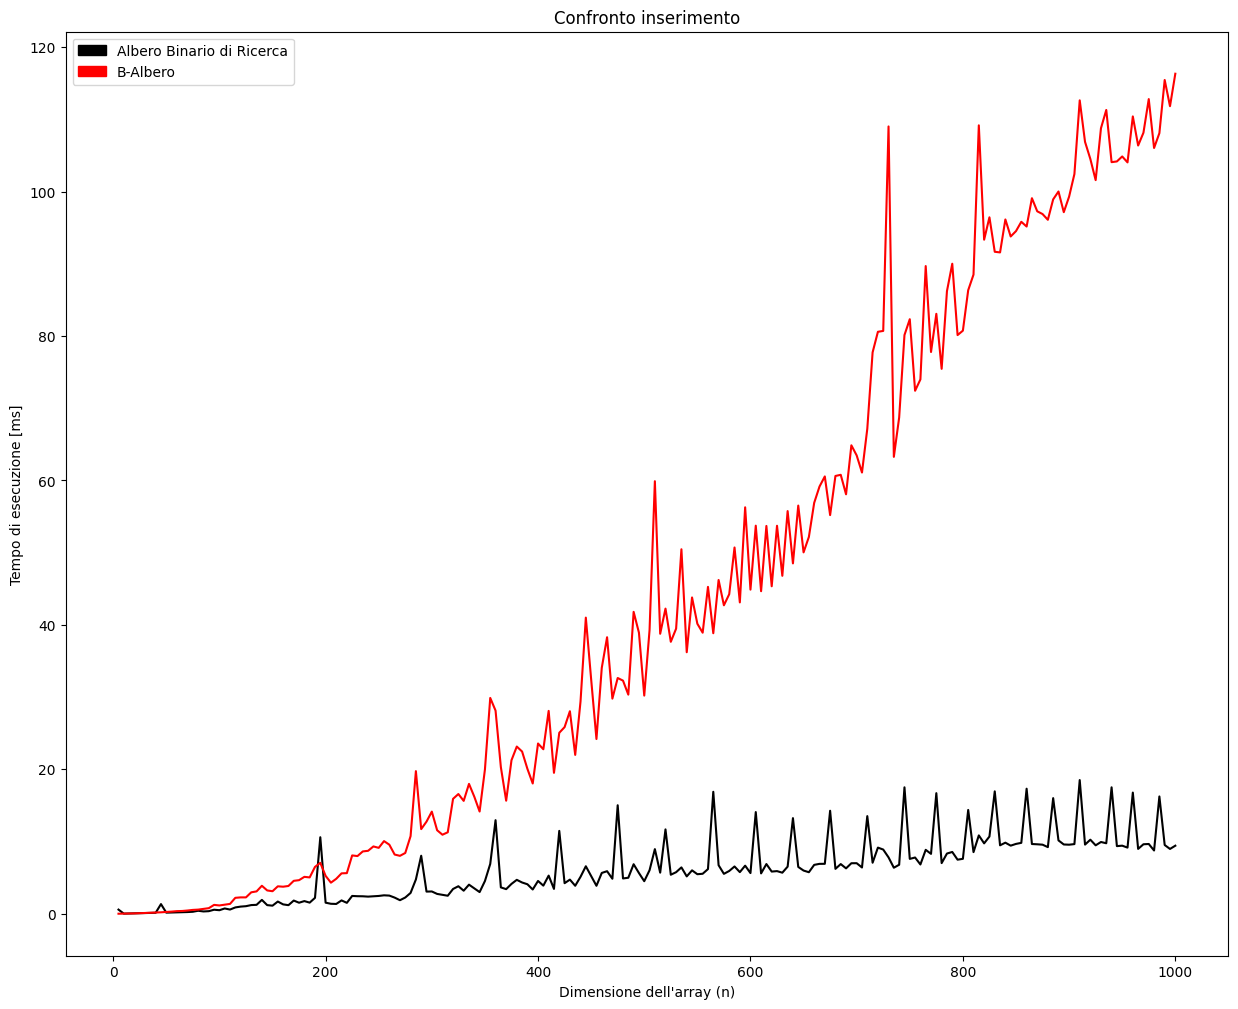 Confronto inserimento
Albero Binario di Ricerca
B-Albero
Tempo di esecuzione [ms]
120
100
80
60
40
20
0
0 200 400 600 800 1000
Dimensione dell'array (n)